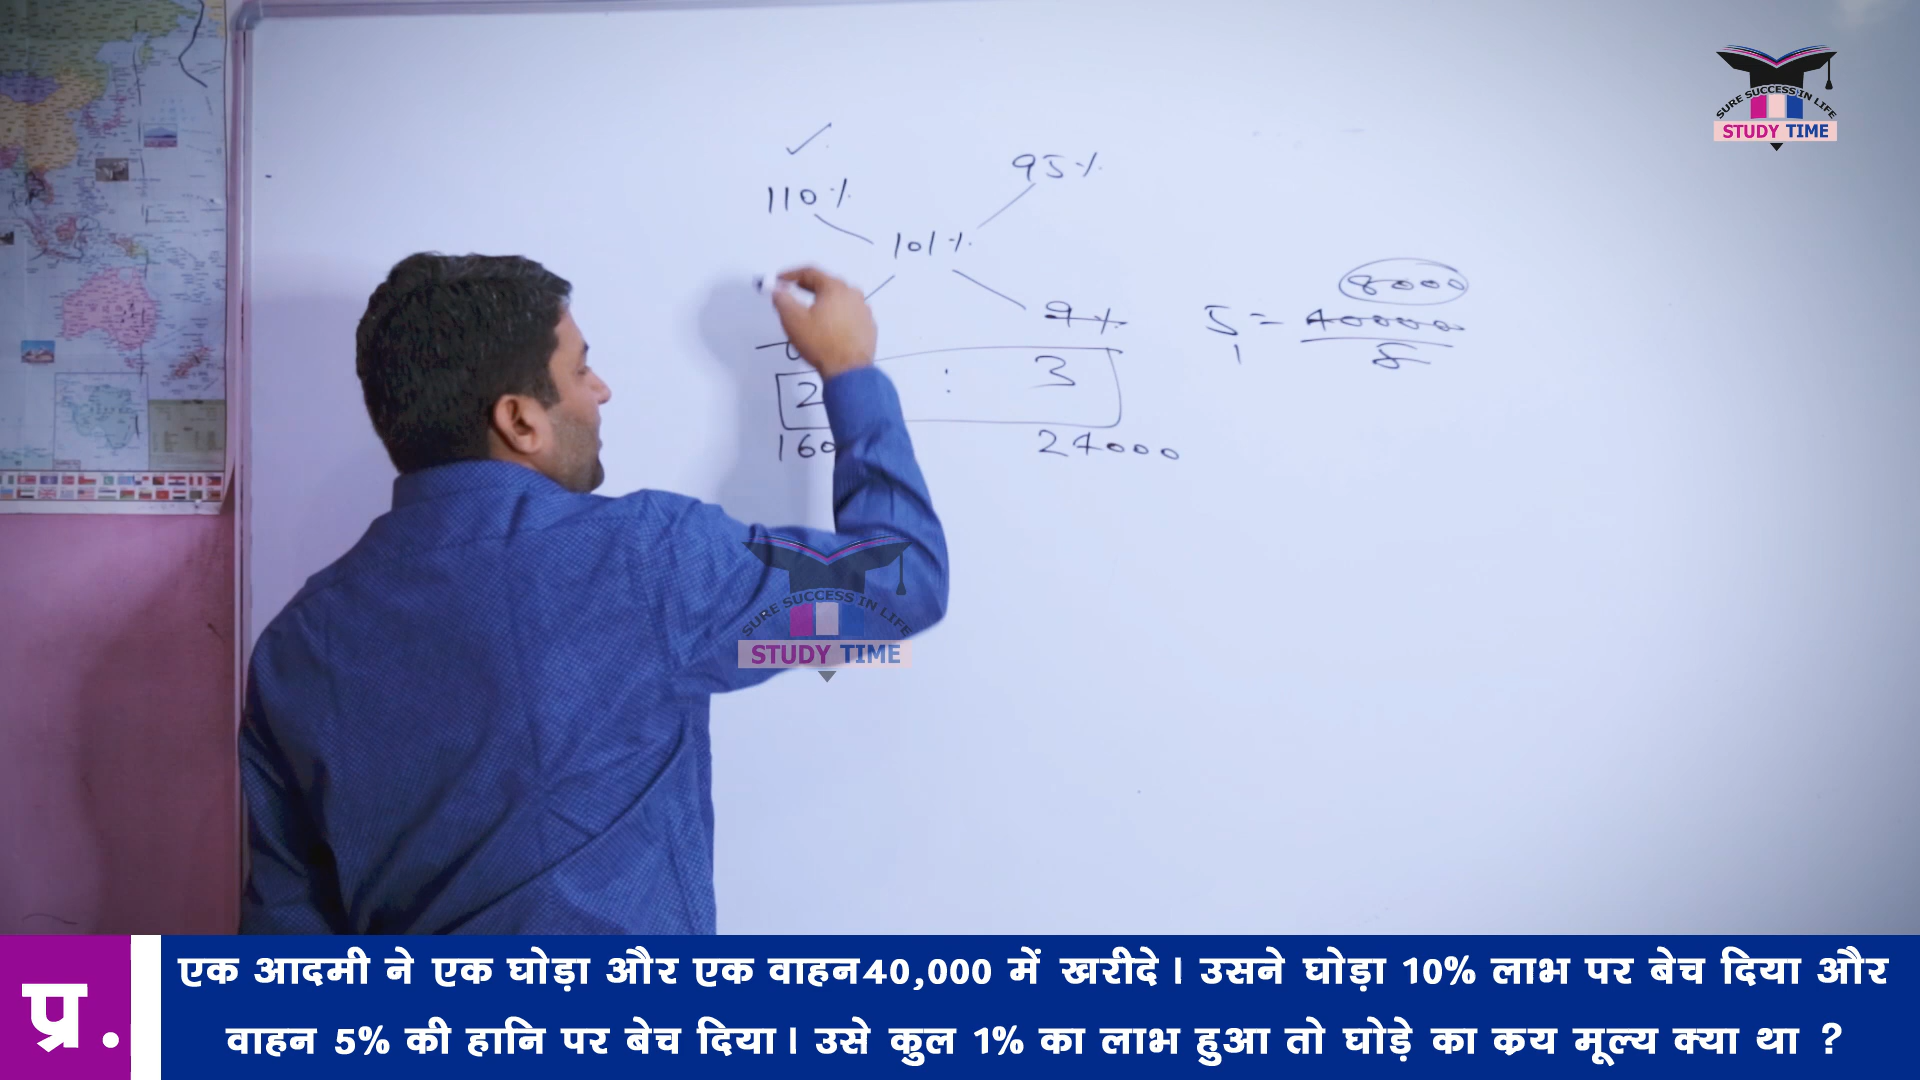 SURE SUCCESS IN LIFE
STUDY TIME
110%
95%
101%
9%
5 = 40000
8000
1
2 : 3
24000
SURE SUCCESS IN LIFE
STUDY TIME
प्र.
एक आदमी ने एक घोड़ा और एक वाहन40,000 में खरीदे। उसने घोड़ा 10% लाभ पर बेच दिया और
वाहन 5% की हानि पर बेच दिया। उसे कुल 1% का लाभ हुआ तो घोड़े का क्रय मूल्य क्या था ?